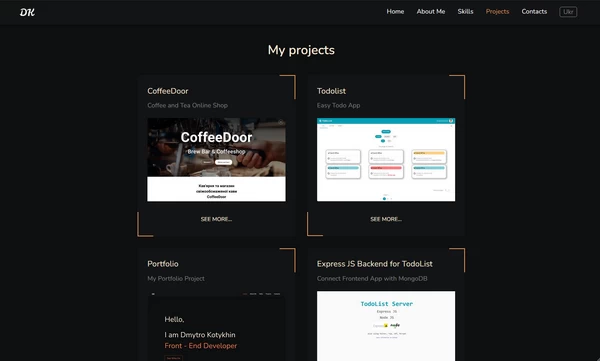 DK
Home About Me Skills Projects Contacts Ukr
My projects
CoffeeDoor
Coffee and Tea Online Shop
CoffeeDoor
Brew Bar & Coffeeshop
Кав'ярня та магазин
свіжообсмаженої кави
CoffeeDoor
SEE MORE...
Todolist
Easy Todo App
SEE MORE...
Portfolio
My Portfolio Project
Hello,
I am Dmytro Kotykhin
Front - End Developer
Express JS Backend for TodoList
Connect Frontend App with MongoDB
TodoList Server
Express JS
Node JS